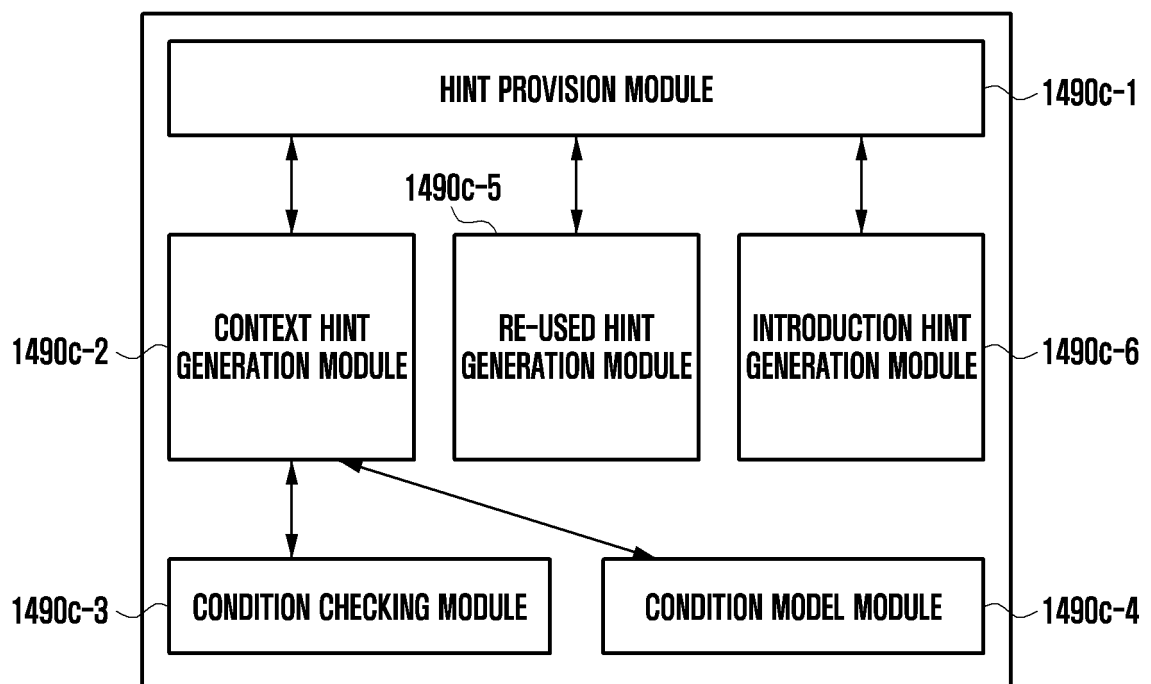 HINT PROVISION MODULE
1490c-1
1490c-5
CONTEXT HINT
GENERATION MODULE
1490c-2
RE-USED HINT
GENERATION MODULE
INTRODUCTION HINT
GENERATION MODULE
1490c-6
1490c-3
CONDITION CHECKING MODULE
CONDITION MODEL MODULE
1490c-4